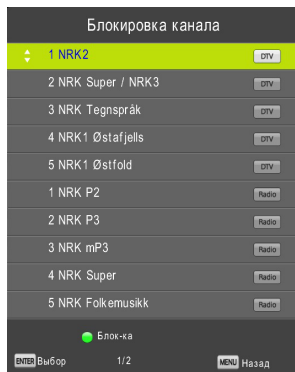 Блокировка канала
1 NRK2 DTV
2 NRK Super / NRK3 DTV
3 NRK Tegnspråk DTV
4 NRK1 Østafjells DTV
5 NRK1 Østfold DTV
1 NRK P2 Radio
2 NRK P3 Radio
3 NRK mP3 Radio
4 NRK Super Radio
5 NRK Folkemusikk Radio
Блок-ка
ENTER Выбор 1/2 MENU Назад